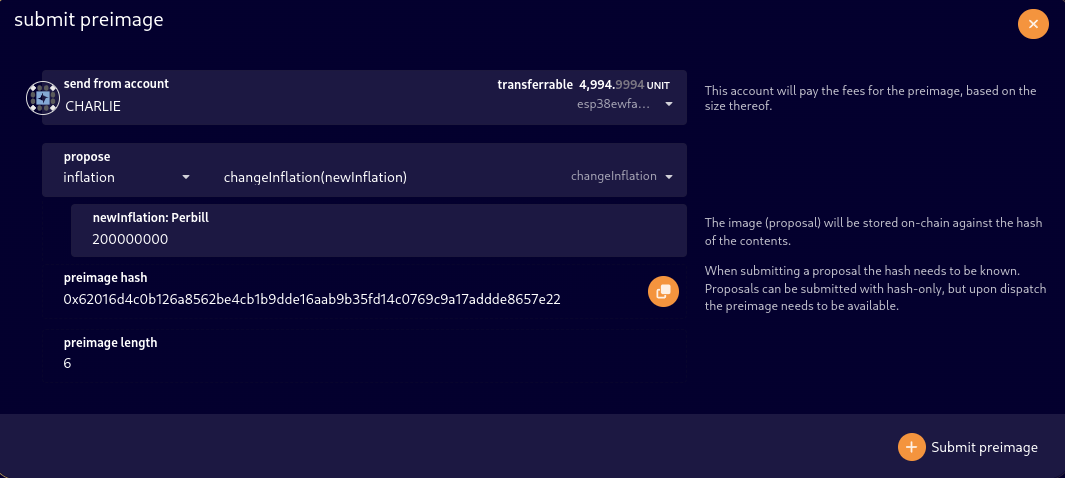 submit preimage
send from account
transferrable 4,994.9994 UNIT
CHARLIE
esp38ewfa...
This account will pay the fees for the preimage, based on the
size thereof.
propose
inflation
changeInflation(newInflation)
changeInflation
newInflation: Perbill
200000000
The image (proposal) will be stored on-chain against the hash
of the contents.
preimage hash
0x62016d4c0b126a8562be4cb1b9dde16aab9b35fd14c0769c9a17addde8657e22
When submitting a proposal the hash needs to be known.
Proposals can be submitted with hash-only, but upon dispatch
the preimage needs to be available.
preimage length
6
Submit preimage